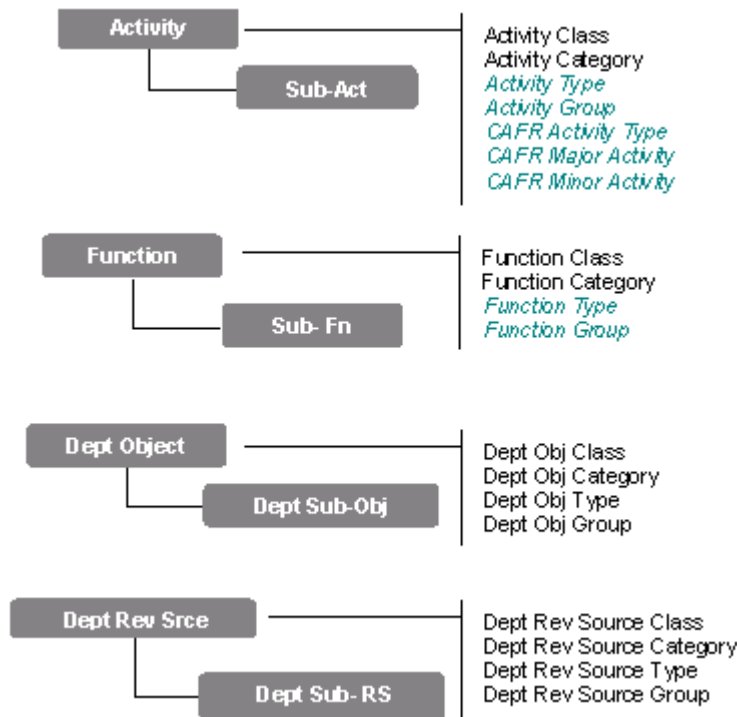 Activity
Sub-Act
Activity Class
Activity Category
Activity Type
Activity Group
CAFR Activity Type
CAFR Major Activity
CAFR Minor Activity
Function
Sub- Fn
Function Class
Function Category
Function Type
Function Group
Dept Object
Dept Sub-Obj
Dept Obj Class
Dept Obj Category
Dept Obj Type
Dept Obj Group
Dept Rev Srce
Dept Sub- RS
Dept Rev Source Class
Dept Rev Source Category
Dept Rev Source Type
Dept Rev Source Group